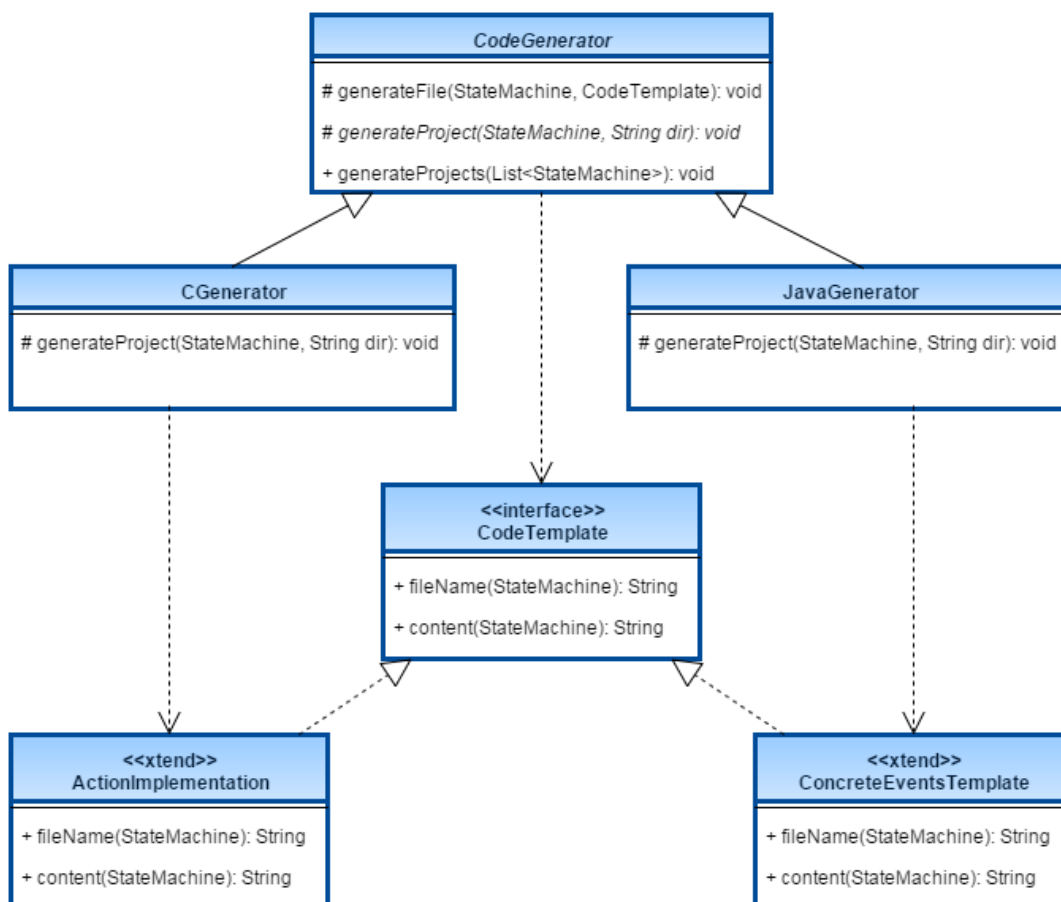 CodeGenerator
# generateFile(StateMachine, CodeTemplate): void
# generateProject(StateMachine, String dir): void
+ generateProjects(List<StateMachine>): void
CGenerator
# generateProject(StateMachine, String dir): void
JavaGenerator
# generateProject(StateMachine, String dir): void
<<interface>>
CodeTemplate
+ fileName(StateMachine): String
+ content(StateMachine): String
<<xtend>>
ActionImplementation
+ fileName(StateMachine): String
+ content(StateMachine): String
<<xtend>>
ConcreteEventsTemplate
+ fileName(StateMachine): String
+ content(StateMachine): String